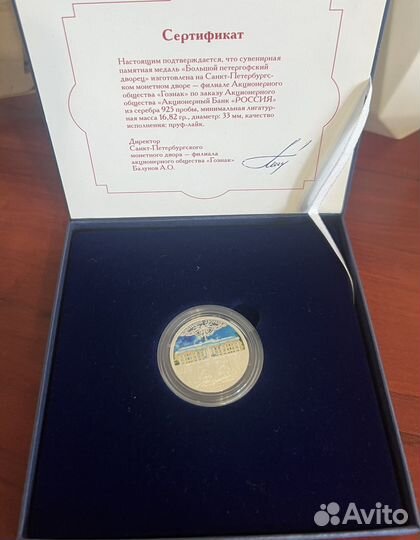 Сертификат
Настоящим подтверждается, что сувенирная
памятная медаль «Большой петергофский
дворец» изготовлена на Санкт-Петербургс-
ком монетном дворе — филиале Акционерного
общества «Гознак» по заказу Акционерного
общества «Акционерный Банк «РОССИЯ»
из серебра 925 пробы, минимальная лигатур-
ная масса 16,82 гр., диаметр: 33 мм, качество
исполнения: пруф-лайк.
Директор
Санкт-Петербургского
монетного двора — филиала
акционерного общества «Гознак»
Балунов А.О.
Avito